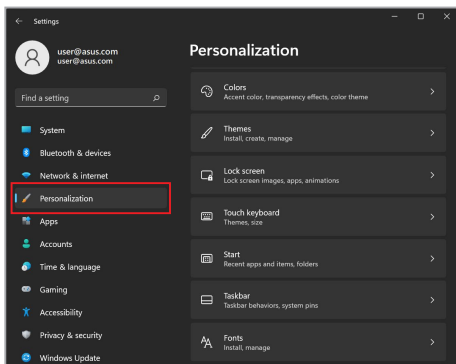 Settings
user@asus.com
user@asus.com
Find a setting
System
Bluetooth & devices
Network & internet
Personalization
Apps
Accounts
Time & language
Gaming
Accessibility
Privacy & security
Windows Update
Personalization
Colors
Accent color, transparency effects, color theme
Themes
Install, create, manage
Lock screen
Lock screen images, apps, animations
Touch keyboard
Themes, size
Start
Recent apps and items, folders
Taskbar
Taskbar behaviors, system pins
Fonts
Install, manage